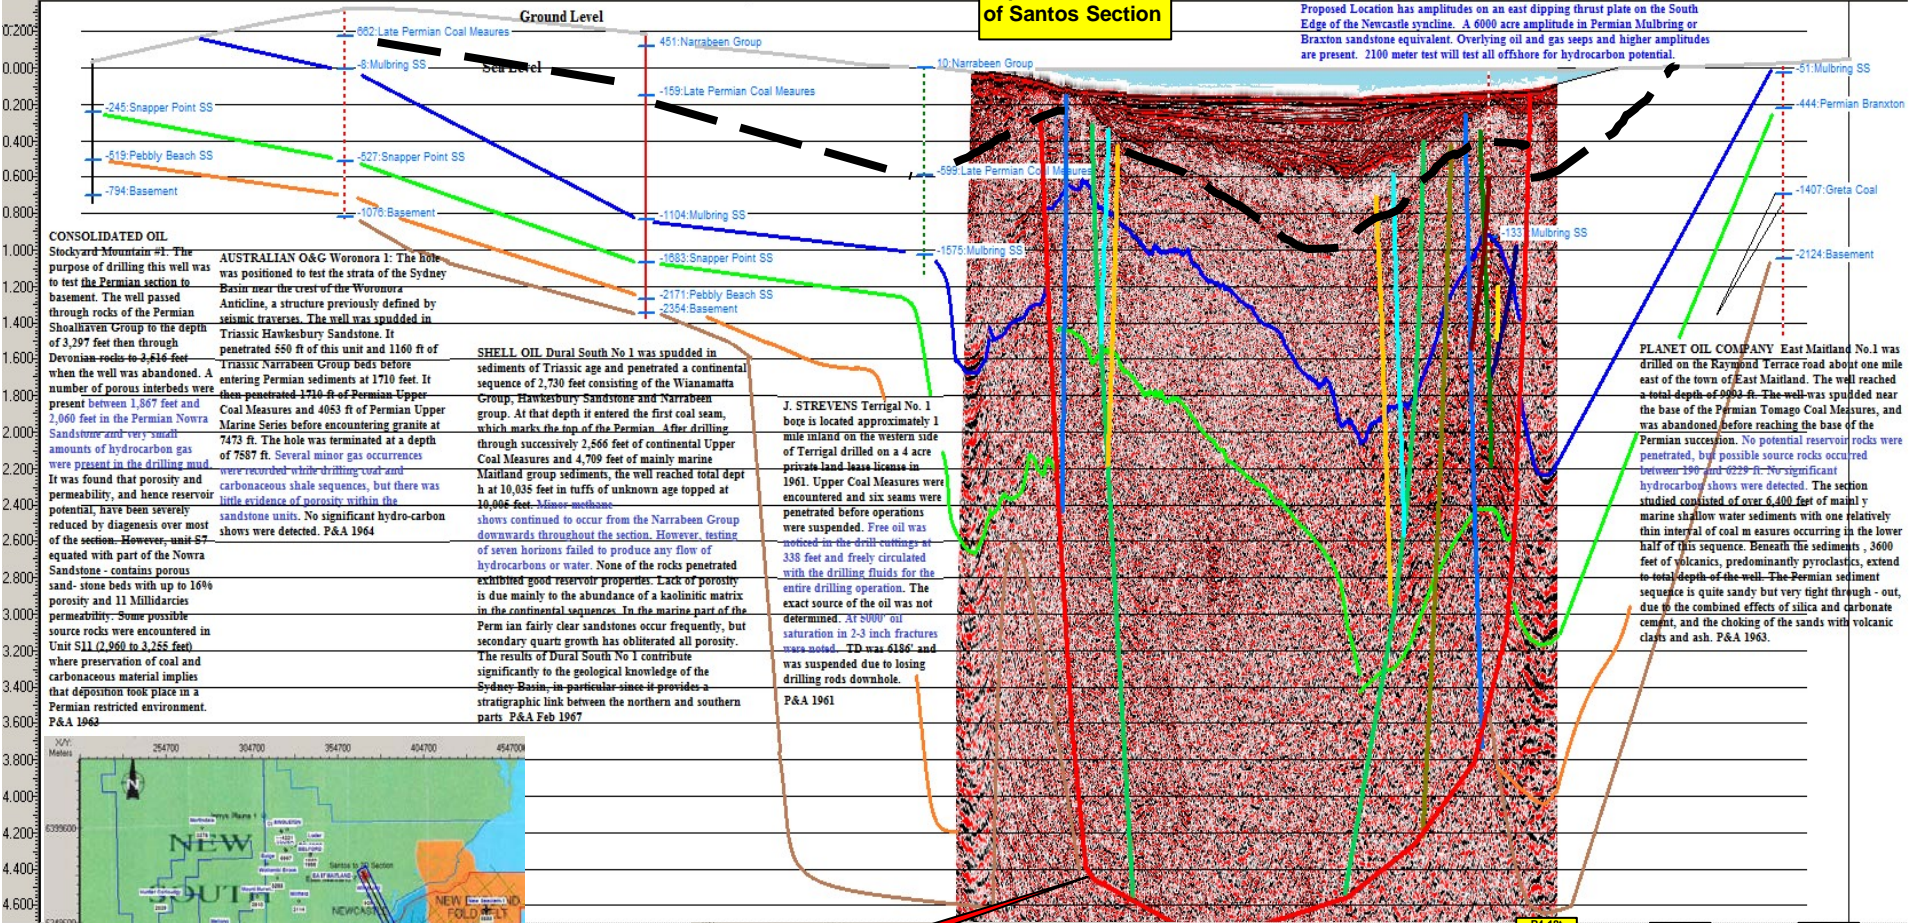 of Santos Section
Ground Level
Sea Level
Proposed Location has amplitudes on an east dipping thrust plate on the South
Edge of the Newcastle syncline. A 6000 acre amplitude in Permian Mulbring or
Braxton sandstone equivalent. Overlying oil and gas seeps and higher amplitudes
are present. 2100 meter test will test all offshore for hydrocarbon potential.
0.200
0.000
0.200
0.400
0.600
0.800
1.000
1.200
1.400
1.600
1.800
2.000
2.200
2.400
2.600
2.800
3.000
3.200
3.400
3.600
3.800
4.000
4.200
4.400
4.600
-245:Snapper Point SS
-519:Pebbly Beach SS
-794:Basement
662:Late Permian Coal Meaures
-8:Mulbring SS
-527:Snapper Point SS
-1076:Basement
451:Narrabeen Group
-159:Late Permian Coal Meaures
-1104:Mulbring SS
-1683:Snapper Point SS
-2171:Pebbly Beach SS
-2354:Basement
10:Narrabeen Group
-599:Late Permian Coal Meaures
-1575:Mulbring SS
-1337:Mulbring SS
-51:Mulbring SS
-444:Permian Branxton
-1407:Greta Coal
-2124:Basement
CONSOLIDATED OIL
Stockyard Mountain #1. The
purpose of drilling this well was
to test the Permian section to
basement. The well passed
through rocks of the Permian
Shoalhaven Group to the depth
of 3,297 feet then through
Devonian rocks to 3,516 feet
when the well was abandoned. A
number of porous interbeds were
present between 1,867 feet and
2,060 feet in the Permian Nowra
Sandstone and very small
amounts of hydrocarbon gas
were present in the drilling mud.
It was found that porosity and
permeability, and hence reservoir
potential, have been severely
reduced by diagenesis over most
of the section. However, unit S7
equated with part of the Nowra
Sandstone - contains porous
sand- stone beds with up to 16%
porosity and 11 Millidarcies
permeability. Some possible
source rocks were encountered in
Unit S11 (2,960 to 3,255 feet)
where preservation of coal and
carbonaceous material implies
that deposition took place in a
Permian restricted environment.
P&A 1963
AUSTRALIAN O&G Woronora 1: The hole
was positioned to test the strata of the Sydney
Basin near the crest of the Woronora
Anticline, a structure previously defined by
seismic traverses. The well was spudded in
Triassic Hawkesbury Sandstone. It
penetrated 550 ft of this unit and 1160 ft of
Triassic Narrabeen Group beds before
entering Permian sediments at 1710 feet. It
then penetrated 1710 ft of Permian Upper
Coal Measures and 4053 ft of Permian Upper
Marine Series before encountering granite at
7473 ft. The hole was terminated at a depth
of 7587 ft. Several minor gas occurrences
were recorded while drilling coal and
carbonaceous shale sequences, but there was
little evidence of porosity within the
sandstone units. No significant hydro-carbon
shows were detected. P&A 1964
SHELL OIL Dural South No 1 was spudded in
sediments of Triassic age and penetrated a continental
sequence of 2,730 feet consisting of the Wianamatta
Group, Hawkesbury Sandstone and Narrabeen
group. At that depth it entered the first coal seam,
which marks the top of the Permian. After drilling
through successively 2,566 feet of continental Upper
Coal Measures and 4,709 feet of mainly marine
Maitland group sediments, the well reached total dept
h at 10,035 feet in tuffs of unknown age topped at
10,005 feet. Minor methane
shows continued to occur from the Narrabeen Group
downwards throughout the section. However, testing
of seven horizons failed to produce any flow of
hydrocarbons or water. None of the rocks penetrated
exhibited good reservoir properties. Lack of porosity
is due mainly to the abundance of a kaolinitic matrix
in the continental sequences. In the marine part of the
Perm ian fairly clear sandstones occur frequently, but
secondary quartz growth has obliterated all porosity.
The results of Dural South No 1 contribute
significantly to the geological knowledge of the
Sydney Basin, in particular since it provides a
stratigraphic link between the northern and southern
parts P&A Feb 1967
J. STREVENS Terrigal No. 1
bore is located approximately 1
mile inland on the western side
of Terrigal drilled on a 4 acre
private land lease license in
1961. Upper Coal Measures were
encountered and six seams were
penetrated before operations
were suspended. Free oil was
noticed in the drill cuttings at
338 feet and freely circulated
with the drilling fluids for the
entire drilling operation. The
exact source of the oil was not
determined. At 5000' oil
saturation in 2-3 inch fractures
were noted. TD was 6186' and
was suspended due to losing
drilling rods downhole.
P&A 1961
PLANET OIL COMPANY East Maitland No.1 was
drilled on the Raymond Terrace road about one mile
east of the town of East Maitland. The well reached
a total depth of 9993 ft. The well was spudded near
the base of the Permian Tomago Coal Measures, and
was abandoned before reaching the base of the
Permian succession. No potential reservoir rocks were
penetrated, but possible source rocks occurred
between 190 and 6229 ft. No significant
hydrocarbon shows were detected. The section
studied consisted of over 6,400 feet of mainl y
marine shallow water sediments with one relatively
thin interval of coal m easures occurring in the lower
half of this sequence. Beneath the sediments , 3600
feet of volcanics, predominantly pyroclastics, extend
to total depth of the well. The Permian sediment
sequence is quite sandy but very tight through - out,
due to the combined effects of silica and carbonate
cement, and the choking of the sands with volcanic
clasts and ash. P&A 1963.
X/Y:
Meters
254700 304700 354700 404700 454700
6399600
N
NEW
SOUTH
NEWCASTLE
EAST MAITLAND
NEW ENGLAND
FOLD BELT